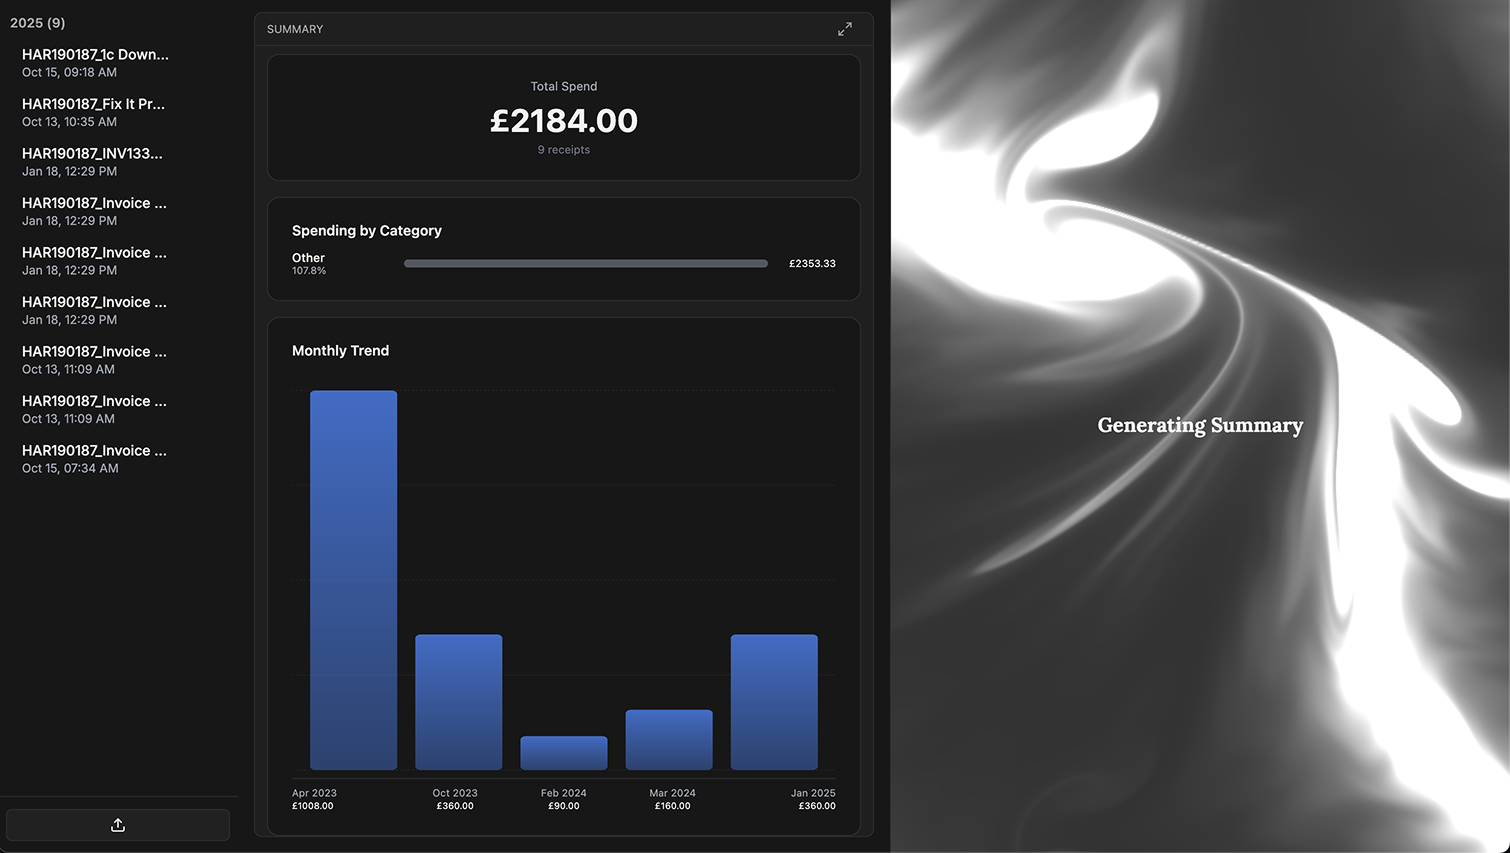 2025 (9)
HAR190187_1c Down...
Oct 15, 09:18 AM
HAR190187_Fix It Pr...
Oct 13, 10:35 AM
HAR190187_INV133...
Jan 18, 12:29 PM
HAR190187_Invoice ...
Jan 18, 12:29 PM
HAR190187_Invoice ...
Jan 18, 12:29 PM
HAR190187_Invoice ...
Jan 18, 12:29 PM
HAR190187_Invoice ...
Oct 13, 11:09 AM
HAR190187_Invoice ...
Oct 13, 11:09 AM
HAR190187_Invoice ...
Oct 15, 07:34 AM
SUMMARY
Total Spend
£2184.00
9 receipts
Spending by Category
Other
107.8%
£2353.33
Monthly Trend
Apr 2023
£1008.00
Oct 2023
£360.00
Feb 2024
£90.00
Mar 2024
£160.00
Jan 2025
£360.00
Generating Summary